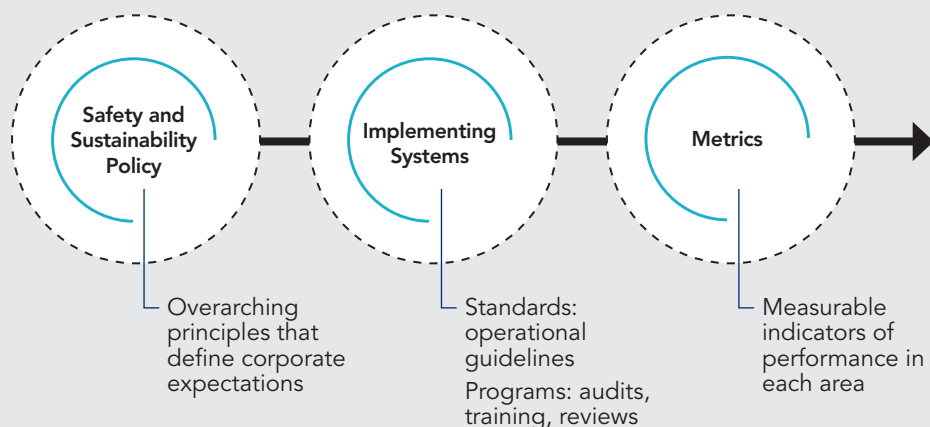 Safety and
Sustainability
Policy
Implementing
Systems
Metrics
Overarching
principles that
define corporate
expectations
Standards:
operational
guidelines
Programs: audits,
training, reviews
Measurable
indicators of
performance in
each area